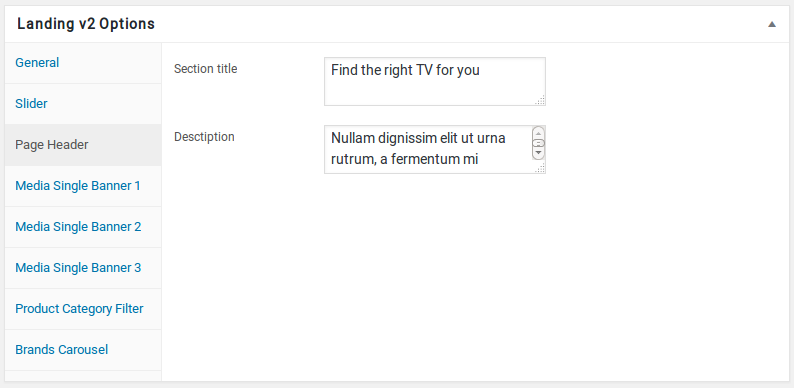 Landing v2 Options
General
Slider
Page Header
Media Single Banner 1
Media Single Banner 2
Media Single Banner 3
Product Category Filter
Brands Carousel
Section title
Find the right TV for you
Desctiption
Nullam dignissim elit ut urna
rutrum, a fermentum mi